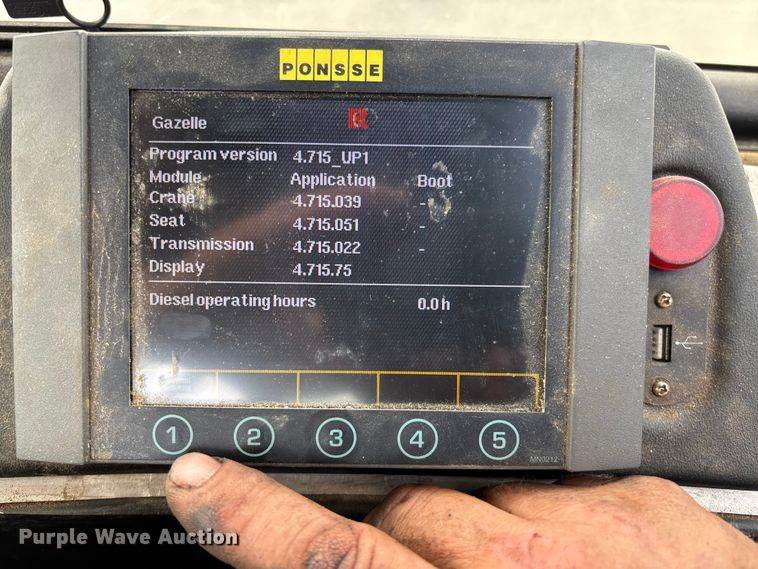 PONSSE
Gazelle
Program version 4.715_UP1
Module Application Boot
Crane 4.715.039 -
Seat 4.715.051 -
Transmission 4.715.022 -
Display 4.715.75
Diesel operating hours 0.0 h
1 2 3 4 5
MN0212
Purple Wave Auction®